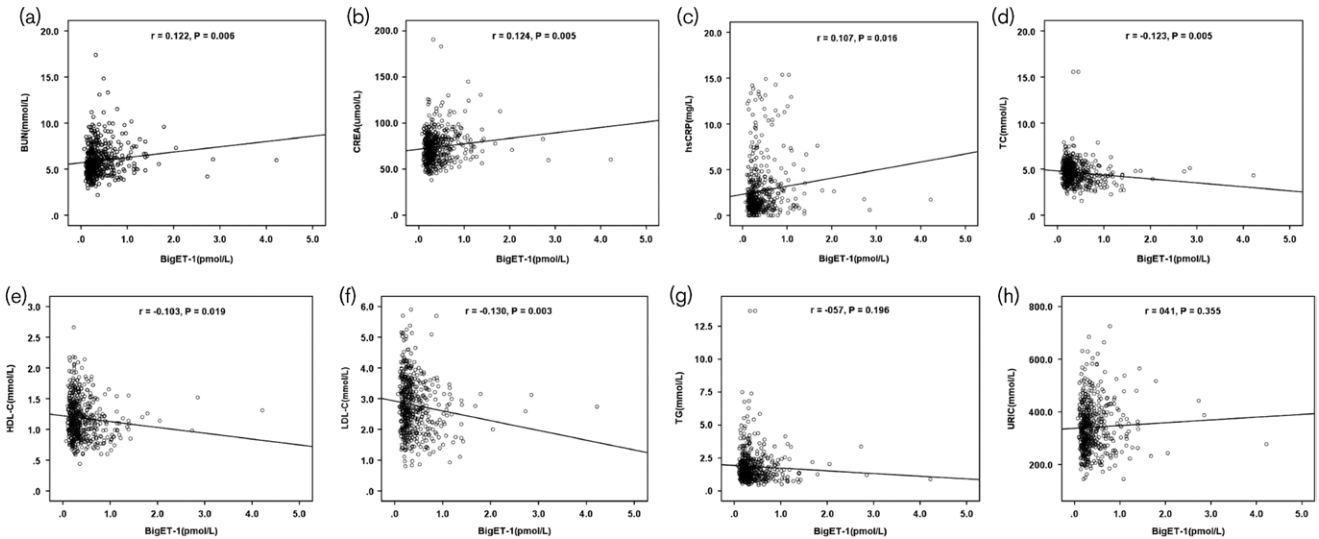 (a)
r = 0.122, P = 0.006
20.0
15.0
10.0
5.0
.0
BUN(mmol/L)
.0 1.0 2.0 3.0 4.0 5.0
BigET-1(pmol/L)
(b)
r = 0.124, P = 0.005
200.0
150.0
100.0
50.0
.00
CREA(umol/L)
.0 1.0 2.0 3.0 4.0 5.0
BigET-1(pmol/L)
(c)
r = 0.107, P = 0.016
20.0
15.0
10.0
5.0
.0
hsCRP(mg/L)
.0 1.0 2.0 3.0 4.0 5.0
BigET-1(pmol/L)
(d)
r = -0.123, P = 0.005
20.0
15.0
10.0
5.0
.0
TC(mmol/L)
.0 1.0 2.0 3.0 4.0 5.0
BigET-1(pmol/L)
(e)
r = -0.103, P = 0.019
3.0
2.5
2.0
1.5
1.0
.5
.0
HDL-C(mmol/L)
.0 1.0 2.0 3.0 4.0 5.0
BigET-1(pmol/L)
(f)
r = -0.130, P = 0.003
6.0
5.0
4.0
3.0
2.0
1.0
.0
LDL-C(mmol/L)
.0 1.0 2.0 3.0 4.0 5.0
BigET-1(pmol/L)
(g)
r = -057, P = 0.196
12.5
10.0
7.5
5.0
2.5
.0
TG(mmol/L)
.0 1.0 2.0 3.0 4.0 5.0
BigET-1(pmol/L)
(h)
r = 041, P = 0.355
800.0
600.0
400.0
200.0
URIC(mmol/L)
.0 1.0 2.0 3.0 4.0 5.0
BigET-1(pmol/L)